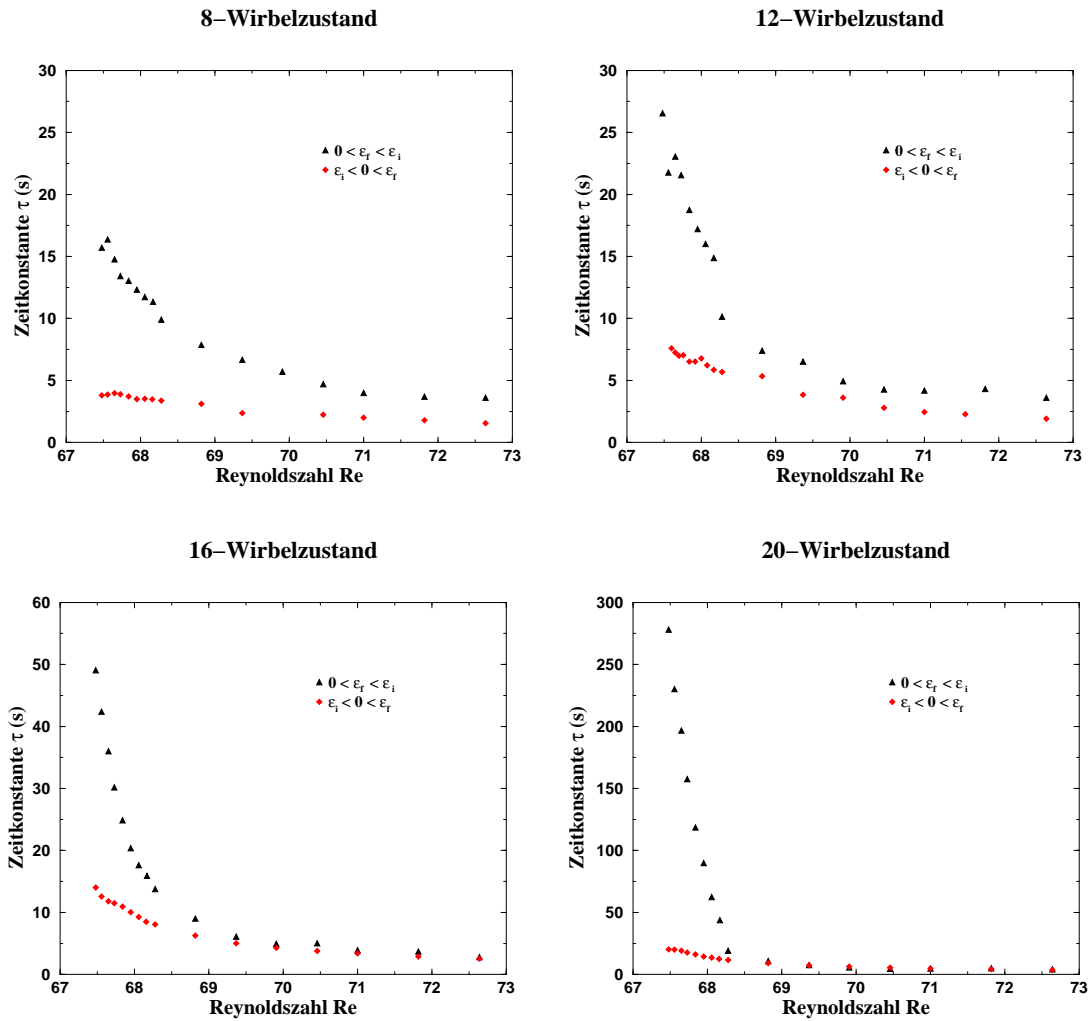 8−Wirbelzustand
30
25
20
15
10
5
0
67 68 69 70 71 72 73
Zeitkonstante τ (s)
Reynoldszahl Re
0 < ε_f < ε_i
ε_i < 0 < ε_f
12−Wirbelzustand
30
25
20
15
10
5
0
67 68 69 70 71 72 73
Zeitkonstante τ (s)
Reynoldszahl Re
0 < ε_f < ε_i
ε_i < 0 < ε_f
16−Wirbelzustand
60
50
40
30
20
10
0
67 68 69 70 71 72 73
Zeitkonstante τ (s)
Reynoldszahl Re
0 < ε_f < ε_i
ε_i < 0 < ε_f
20−Wirbelzustand
300
250
200
150
100
50
0
67 68 69 70 71 72 73
Zeitkonstante τ (s)
Reynoldszahl Re
0 < ε_f < ε_i
ε_i < 0 < ε_f